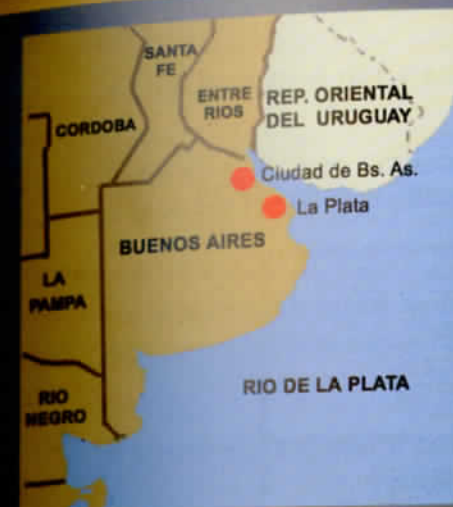 SANTA
FE
ENTRE
RIOS
REP. ORIENTAL
DEL URUGUAY
CORDOBA
Ciudad de Bs. As.
La Plata
BUENOS AIRES
LA
PAMPA
RIO DE LA PLATA
RIO
NEGRO